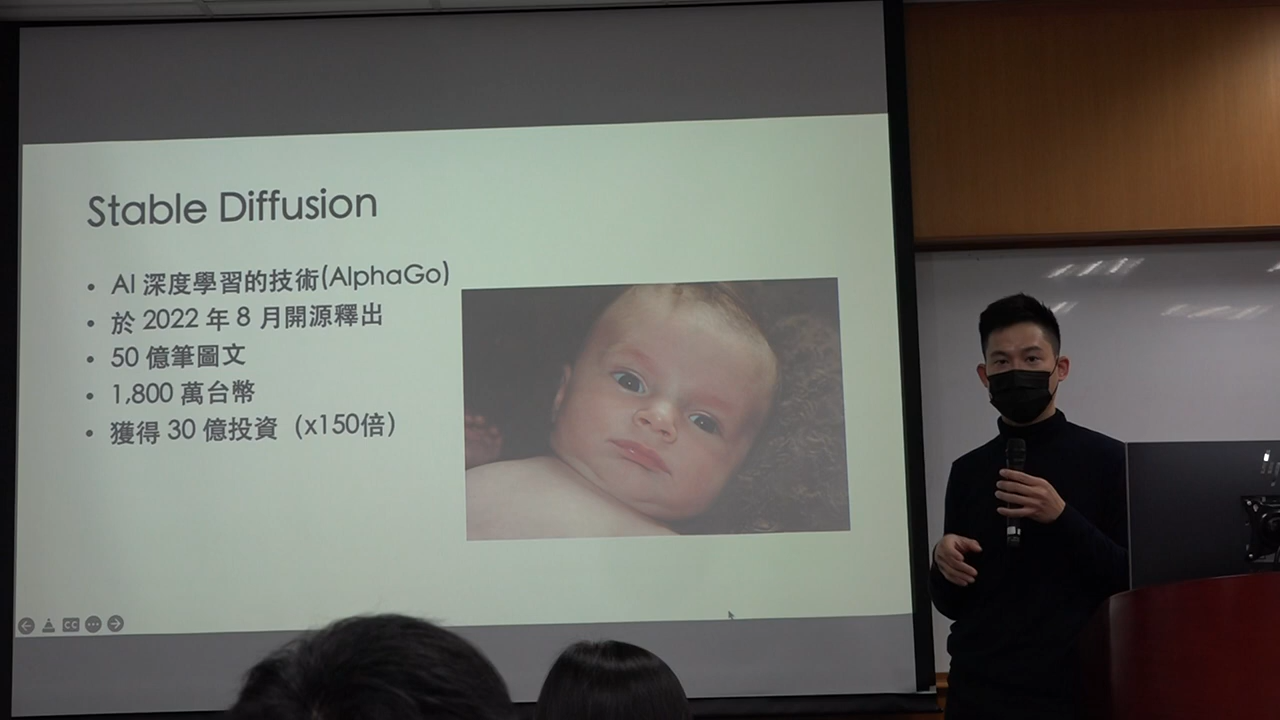 Stable Diffusion
• AI 深度學習的技術(AlphaGo)
• 於 2022 年 8 月開源釋出
• 50 億筆圖文
• 1,800 萬台幣
• 獲得 30 億投資 (x150倍)
CC